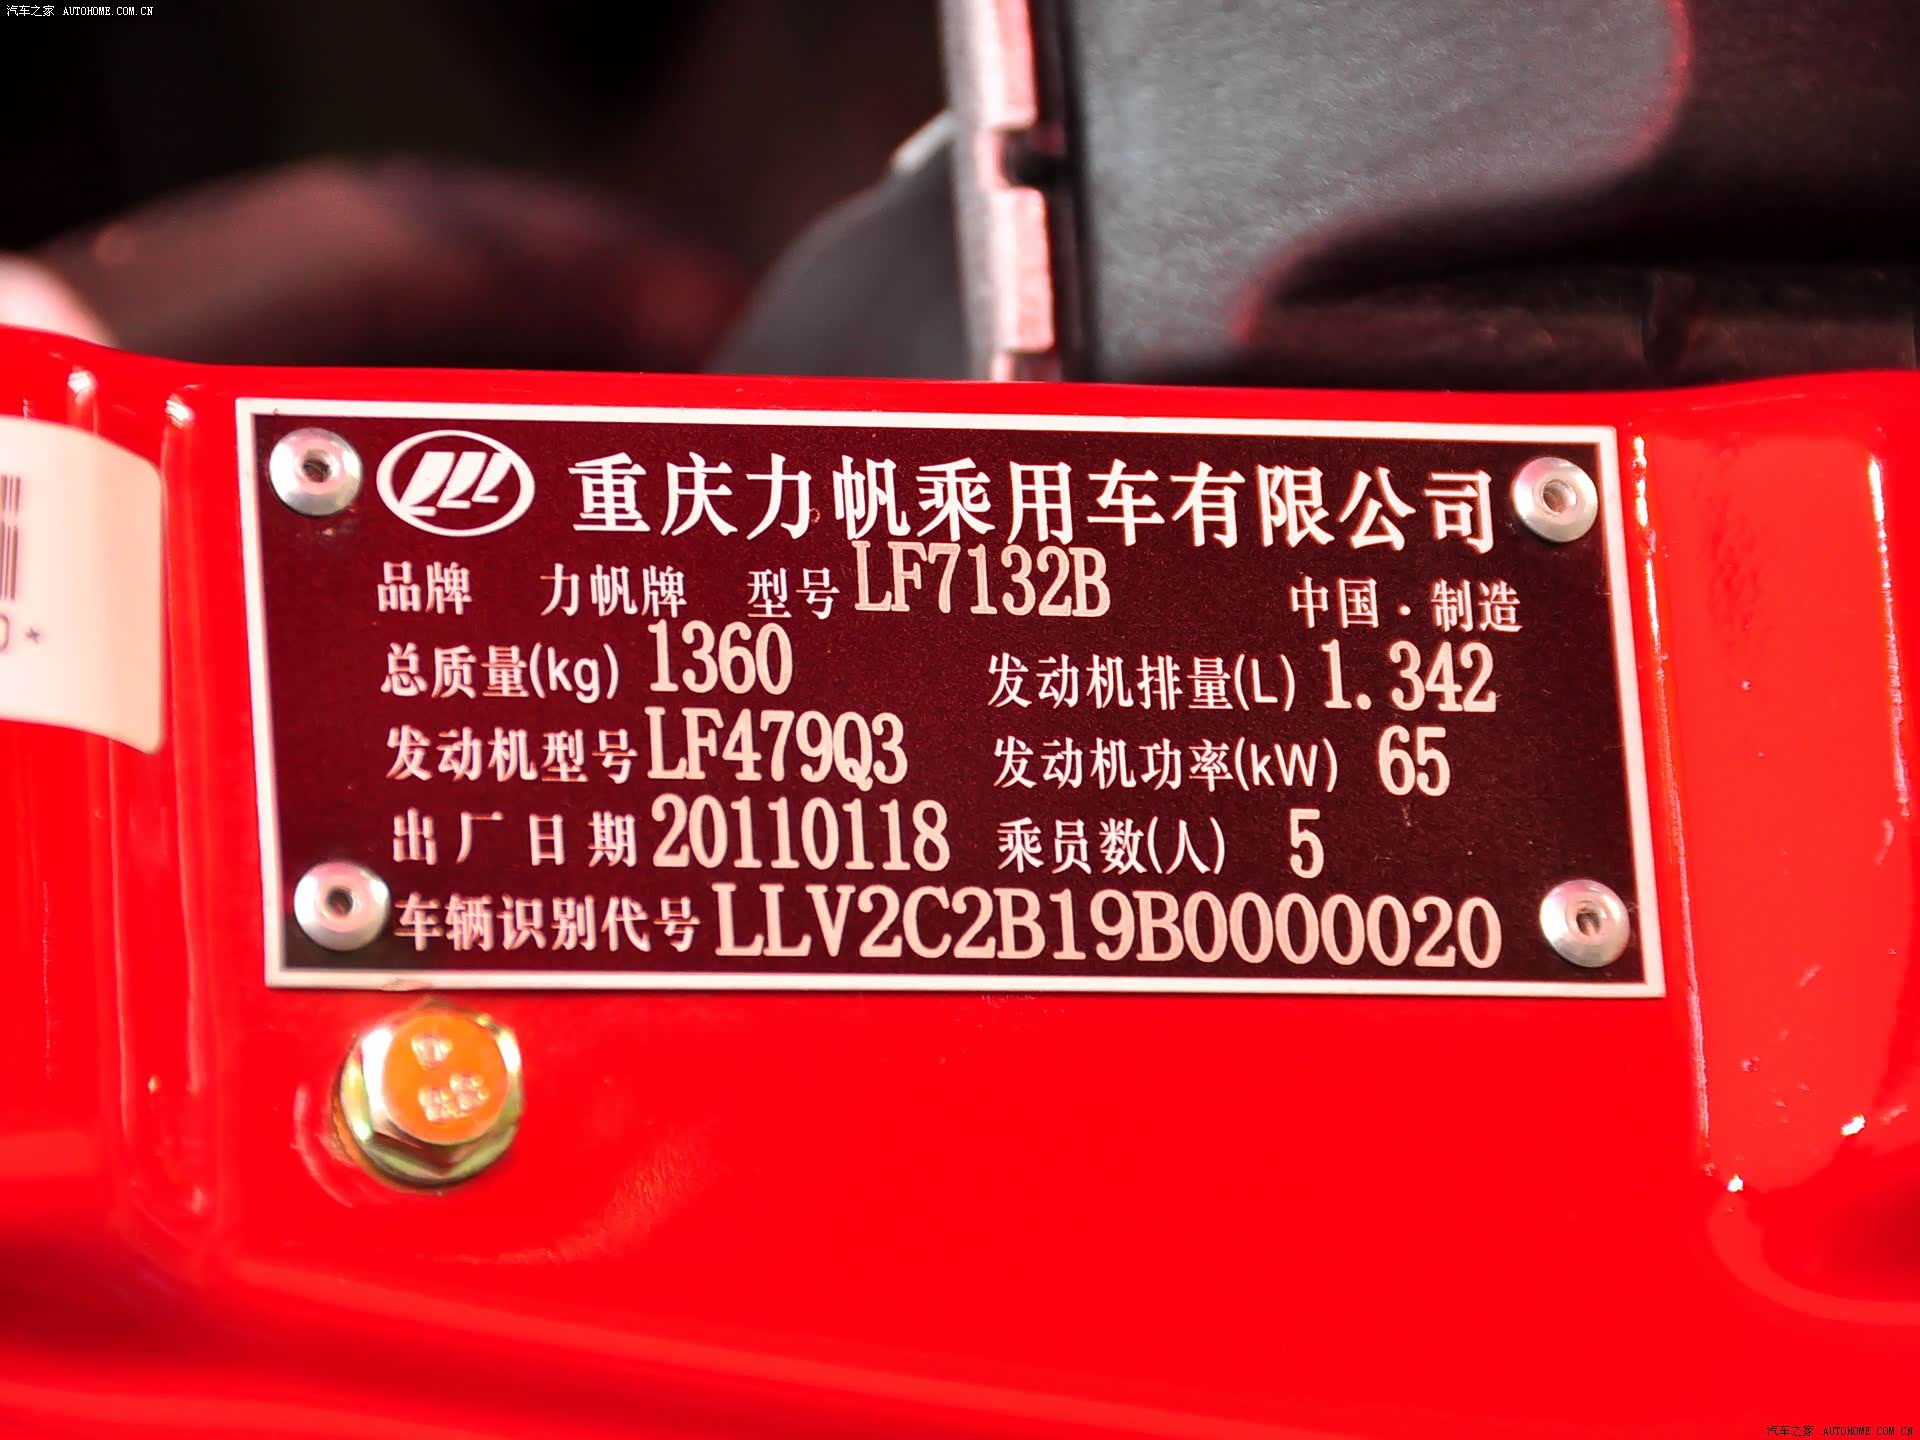 汽车之家 AUTOHOME.COM.CN
重庆力帆乘用车有限公司
品牌 力帆牌 型号 LF7132B 中国·制造
总质量(kg) 1360 发动机排量(L) 1.342
发动机型号 LF479Q3 发动机功率(kW) 65
出厂日期 20110118 乘员数(人) 5
车辆识别代号 LLV2C2B19B0000020
汽车之家 AUTOHOME.COM.CN